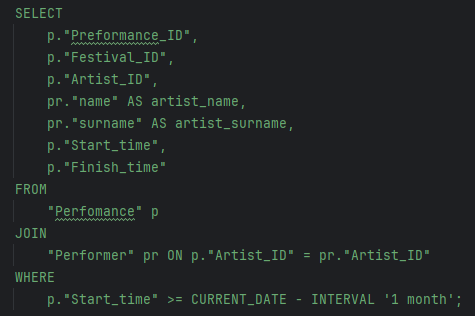 SELECT
p."Preformance_ID",
p."Festival_ID",
p."Artist_ID",
pr."name" AS artist_name,
pr."surname" AS artist_surname,
p."Start_time",
p."Finish_time"
FROM
"Perfomance" p
JOIN
"Performer" pr ON p."Artist_ID" = pr."Artist_ID"
WHERE
p."Start_time" >= CURRENT_DATE - INTERVAL '1 month';